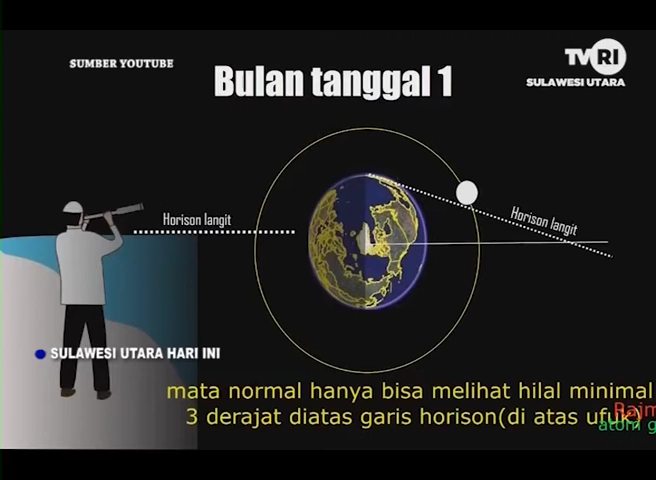 SUMBER YOUTUBE
TVRI
SULAWESI UTARA
Bulan tanggal 1
Horison langit
Horison langit
SULAWESI UTARA HARI INI
mata normal hanya bisa melihat hilal minimal
3 derajat diatas garis horison(di atas ufuk)